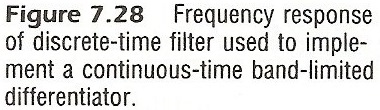 Figure 7.28 Frequency response
of discrete-time filter used to imple-
ment a continuous-time band-limited
differentiator.